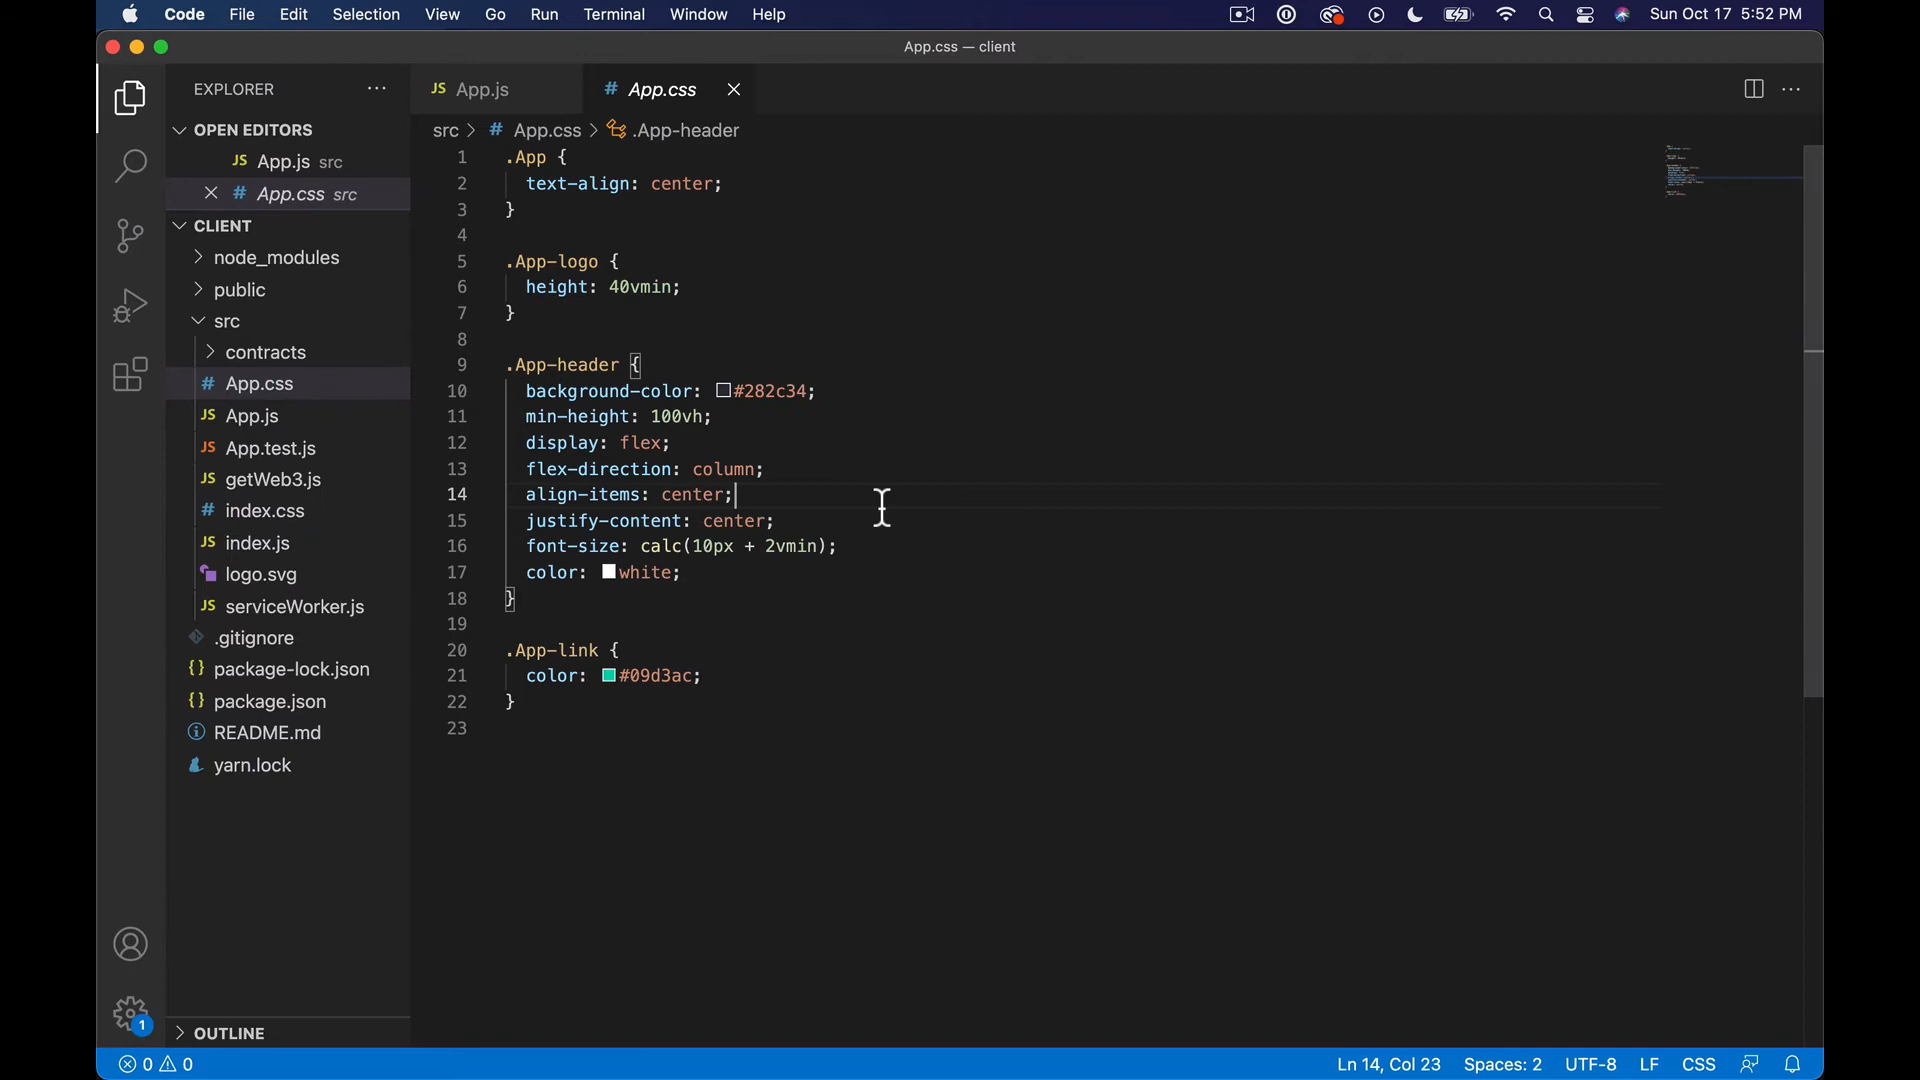 Code File Edit Selection View Go Run Terminal Window Help Sun Oct 17 5:52 PM
App.css — client
EXPLORER
OPEN EDITORS
JS App.js src
# App.css src
CLIENT
node_modules
public
src
contracts
# App.css
JS App.js
JS App.test.js
JS getWeb3.js
# index.css
JS index.js
logo.svg
JS serviceWorker.js
.gitignore
{} package-lock.json
{} package.json
README.md
yarn.lock
OUTLINE
1
JS App.js # App.css
src > # App.css > .App-header
1 .App {
2 text-align: center;
3 }
4
5 .App-logo {
6 height: 40vmin;
7 }
8
9 .App-header {
10 background-color: #282c34;
11 min-height: 100vh;
12 display: flex;
13 flex-direction: column;
14 align-items: center;
15 justify-content: center;
16 font-size: calc(10px + 2vmin);
17 color: white;
18 }
19
20 .App-link {
21 color: #09d3ac;
22 }
23
0 0 Ln 14, Col 23 Spaces: 2 UTF-8 LF CSS